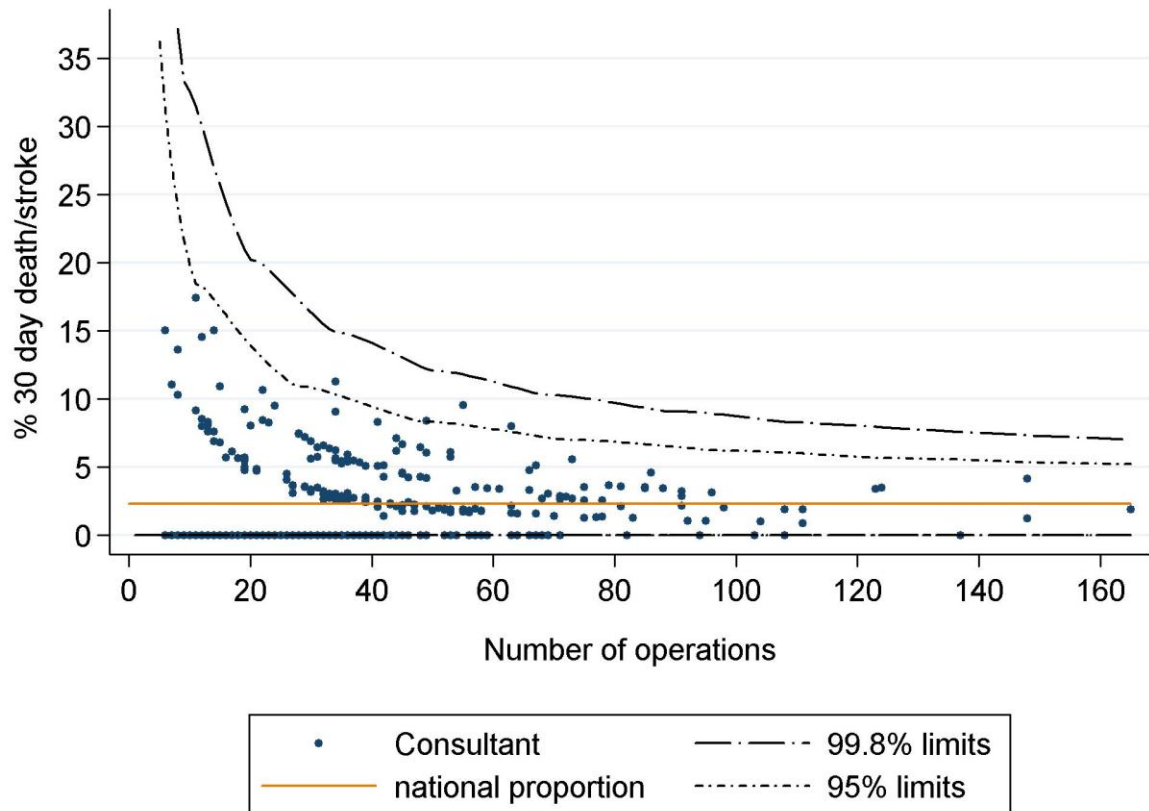 % 30 day death/stroke
35
30
25
20
15
10
5
0
0 20 40 60 80 100 120 140 160
Number of operations
Consultant 99.8% limits
national proportion 95% limits